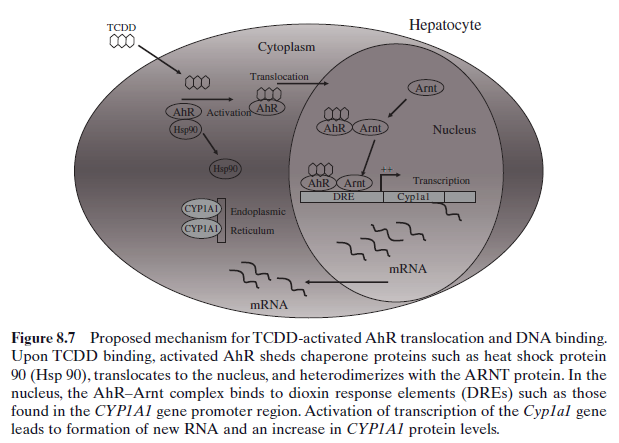 TCDD
Hepatocyte
Cytoplasm
Translocation
Arnt
AhR
Activation
AhR
Hsp90
AhR
Arnt
Nucleus
Hsp90
AhR
Arnt
++
Transcription
DRE
Cyp1a1
CYP1A1
Endoplasmic
CYP1A1
Reticulum
mRNA
mRNA
Figure 8.7 Proposed mechanism for TCDD-activated AhR translocation and DNA binding.
Upon TCDD binding, activated AhR sheds chaperone proteins such as heat shock protein
90 (Hsp 90), translocates to the nucleus, and heterodimerizes with the ARNT protein. In the
nucleus, the AhR–Arnt complex binds to dioxin response elements (DREs) such as those
found in the CYP1A1 gene promoter region. Activation of transcription of the Cyp1a1 gene
leads to formation of new RNA and an increase in CYP1A1 protein levels.